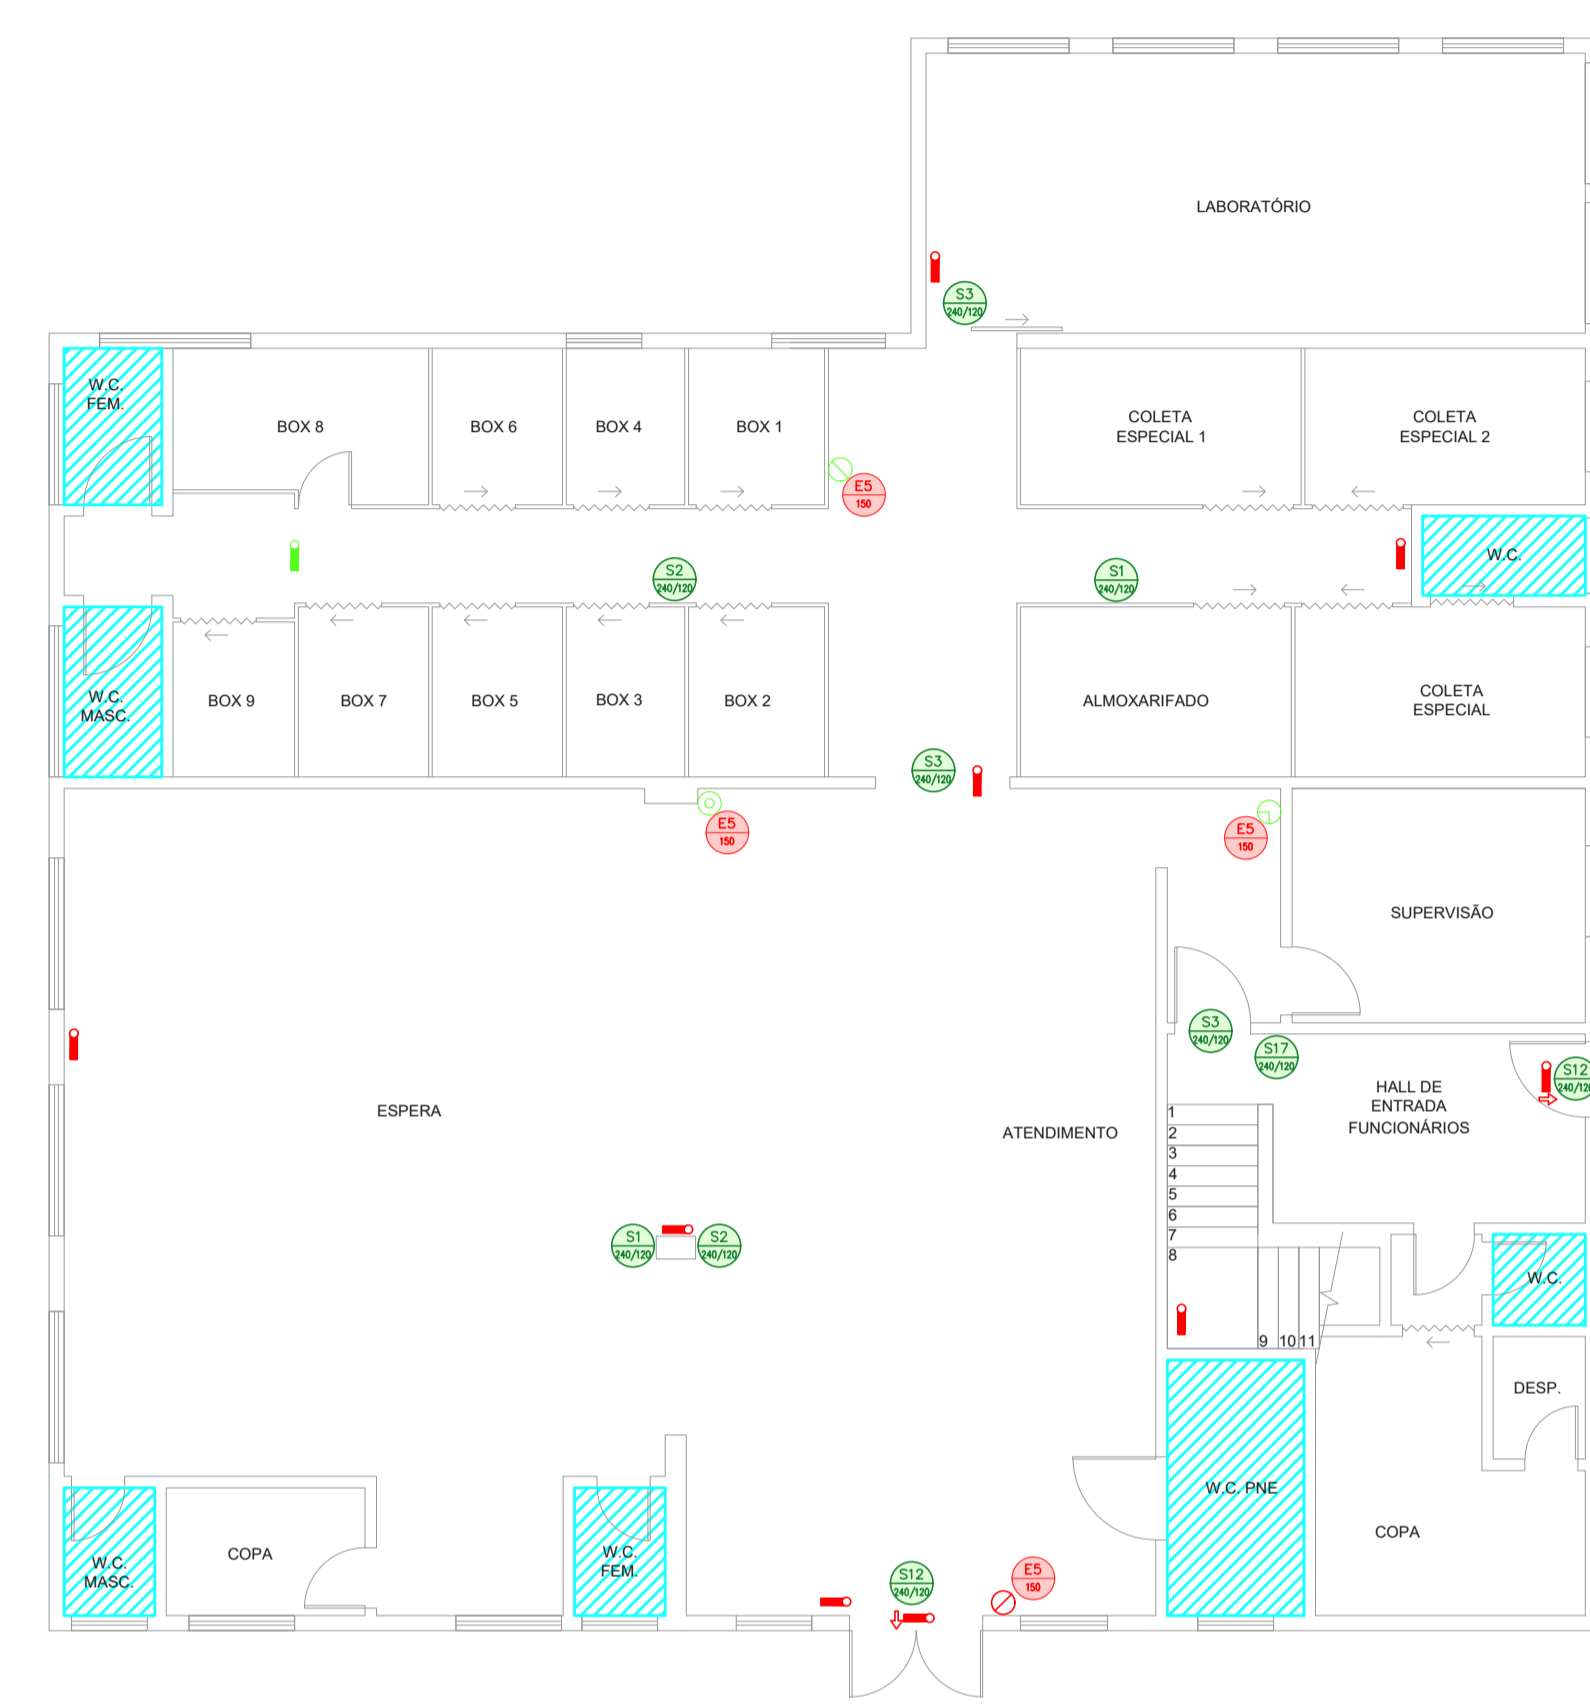 LABORATÓRIO
S3
240/120
W.C.
FEM.
BOX 8
BOX 6
BOX 4
BOX 1
COLETA
ESPECIAL 1
COLETA
ESPECIAL 2
E5
150
W.C.
S2
240/120
S1
240/120
W.C.
MASC.
BOX 9
BOX 7
BOX 5
BOX 3
BOX 2
ALMOXARIFADO
COLETA
ESPECIAL
S3
240/120
E5
150
E5
150
SUPERVISÃO
S3
240/120
S17
240/120
S12
240/120
HALL DE
ENTRADA
FUNCIONÁRIOS
ESPERA
ATENDIMENTO
1
2
3
4
5
6
7
8
9
10
11
S1
240/120
S2
240/120
W.C.
DESP.
W.C. PNE
COPA
W.C.
MASC.
COPA
W.C.
FEM.
S12
240/120
E5
150